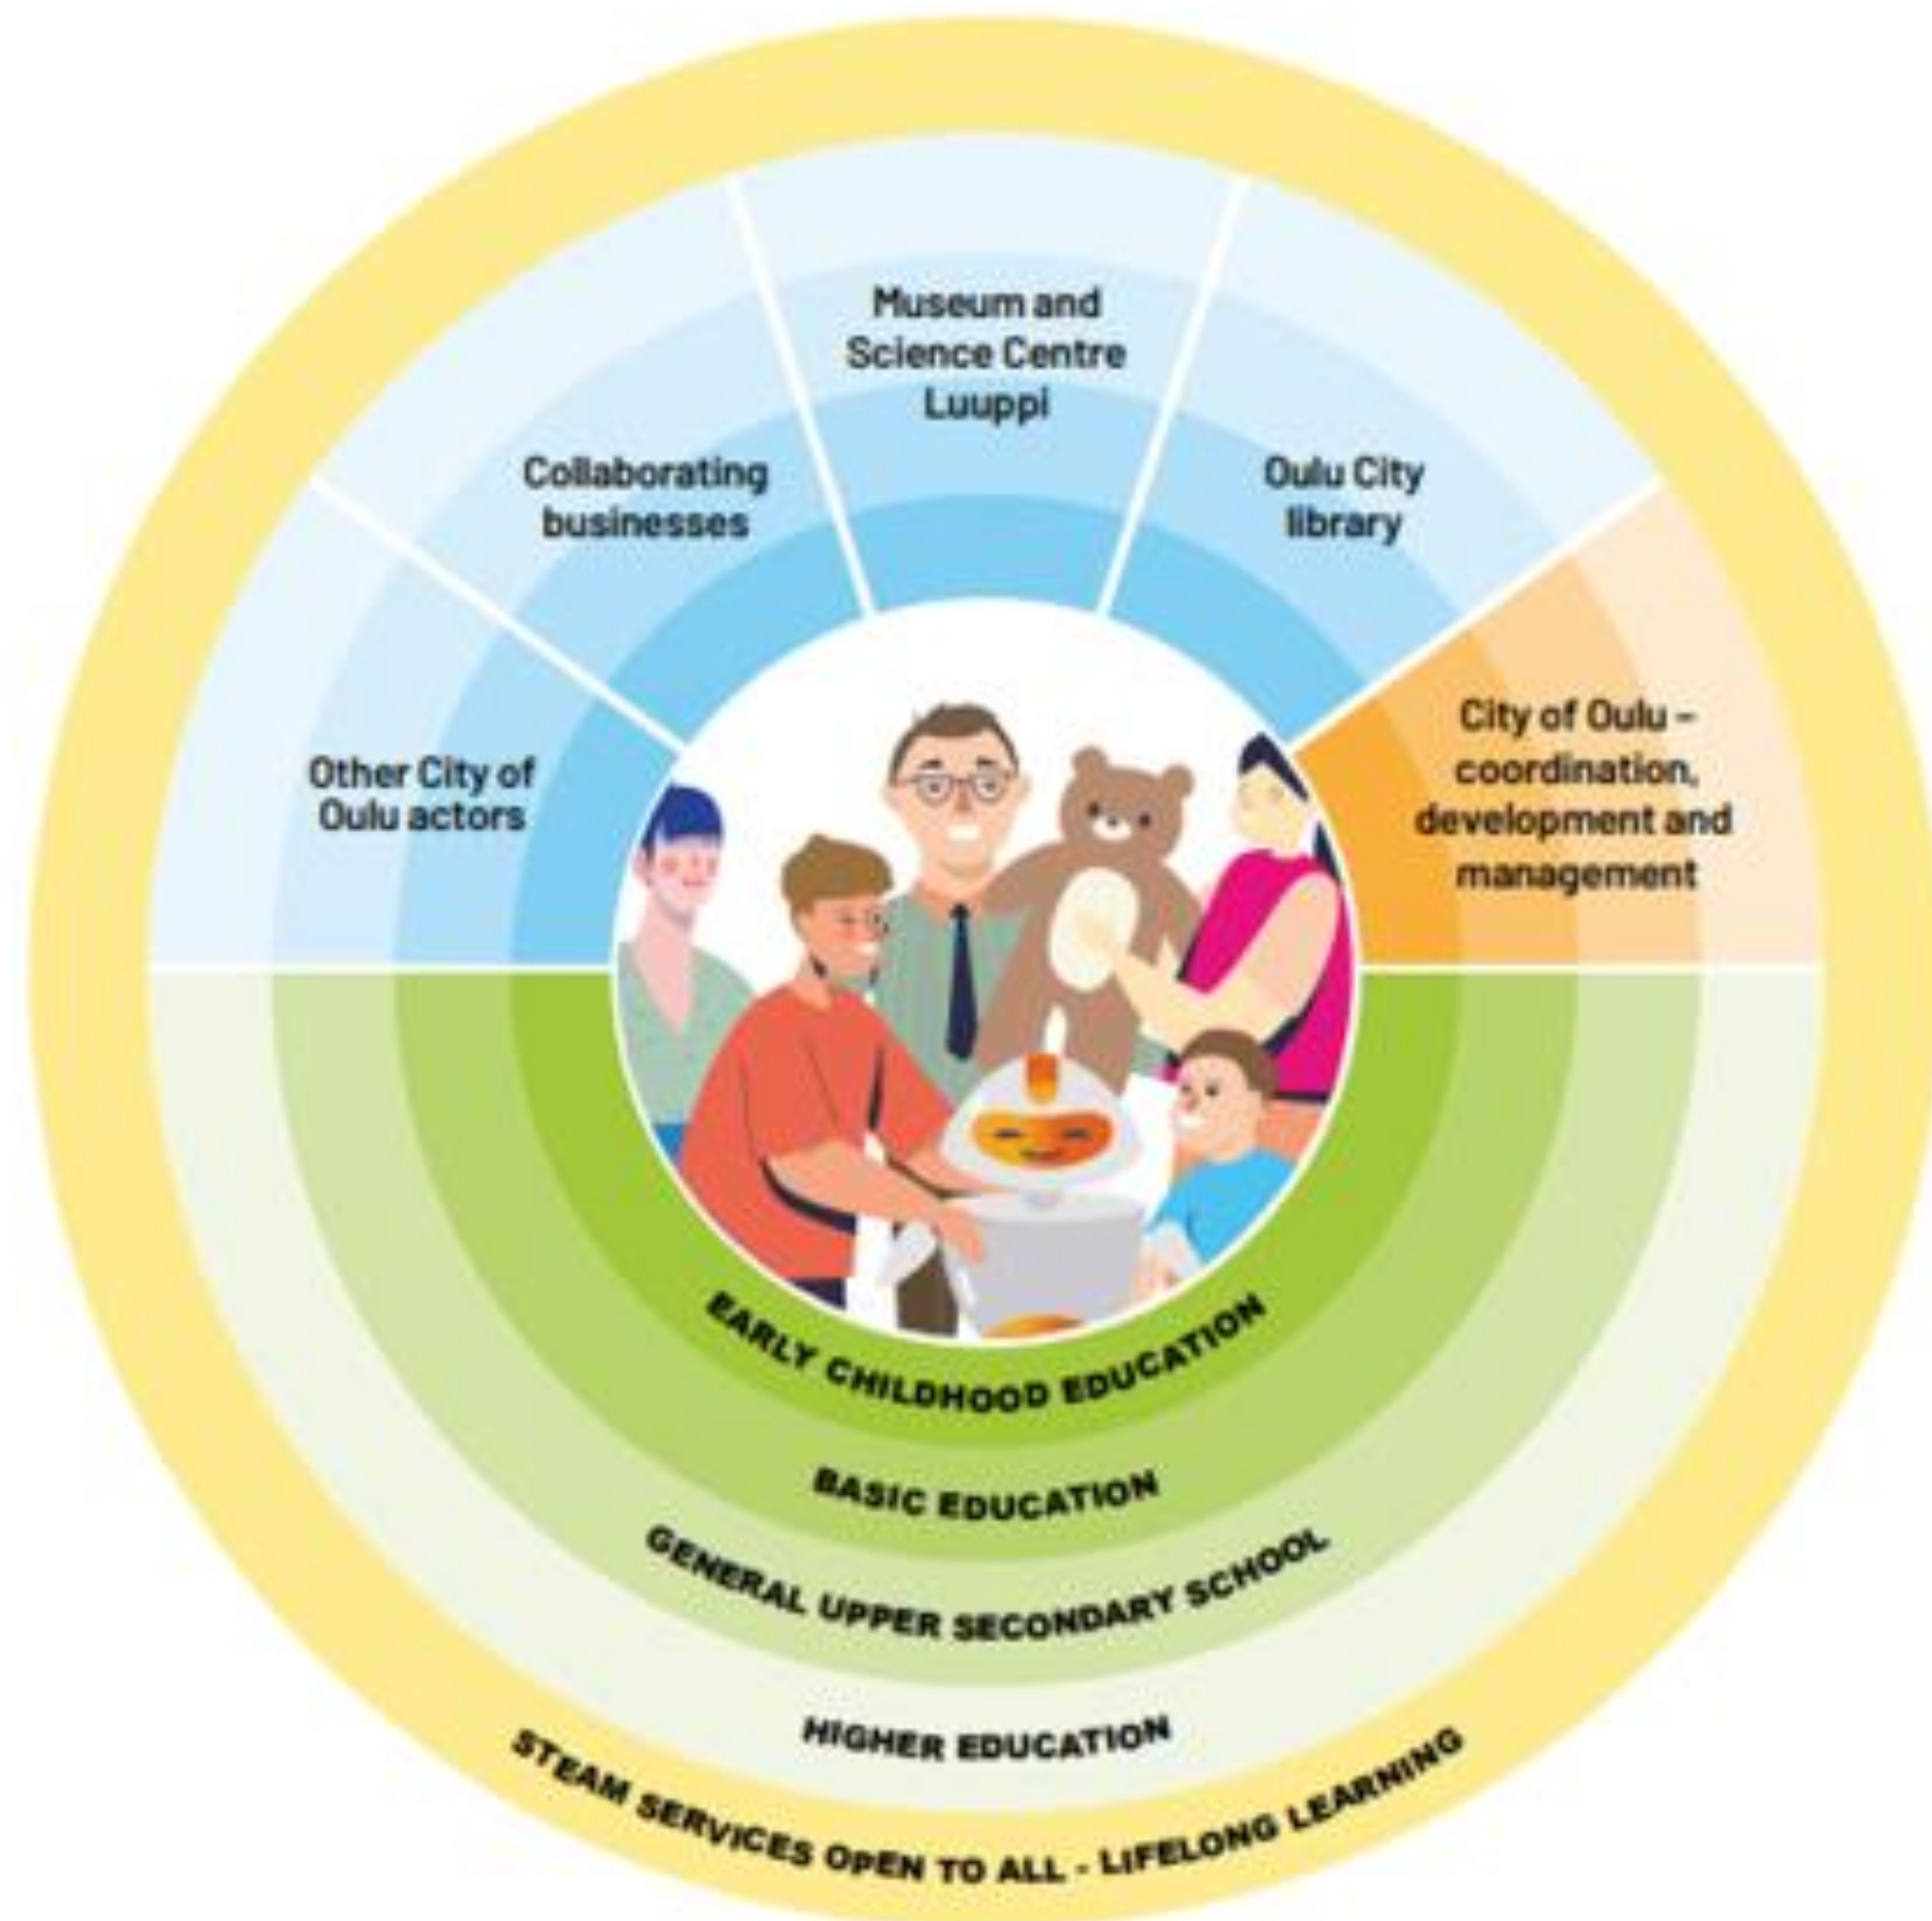 Museum and
Science Centre
Luuppi
Collaborating
businesses
Oulu City
library
Other City of
Oulu actors
City of Oulu –
coordination,
development and
management
EARLY CHILDHOOD EDUCATION
BASIC EDUCATION
GENERAL UPPER SECONDARY SCHOOL
HIGHER EDUCATION
STEAM SERVICES OPEN TO ALL - LIFELONG LEARNING